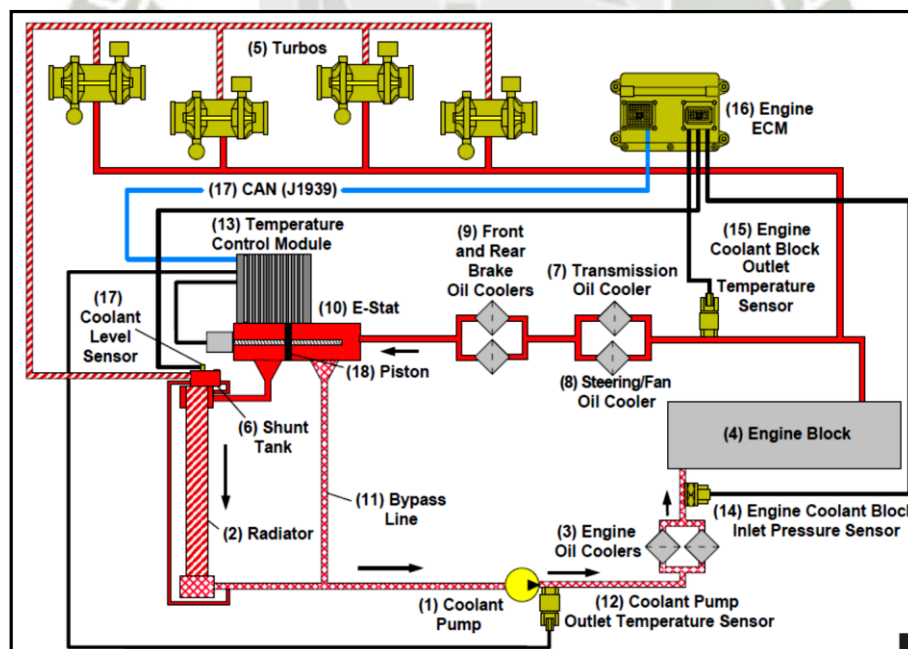 (5) Turbos
(16) Engine
ECM
(17) CAN (J1939)
(13) Temperature
Control Module
(9) Front
and Rear
Brake
Oil Coolers
(7) Transmission
Oil Cooler
(15) Engine
Coolant Block
Outlet
Temperature
Sensor
(17)
Coolant
Level
Sensor
(10) E-Stat
(18) Piston
(8) Steering/Fan
Oil Cooler
(6) Shunt
Tank
(4) Engine Block
(11) Bypass
Line
(2) Radiator
(3) Engine
Oil Coolers
(14) Engine Coolant Block
Inlet Pressure Sensor
(1) Coolant
Pump
(12) Coolant Pump
Outlet Temperature Sensor